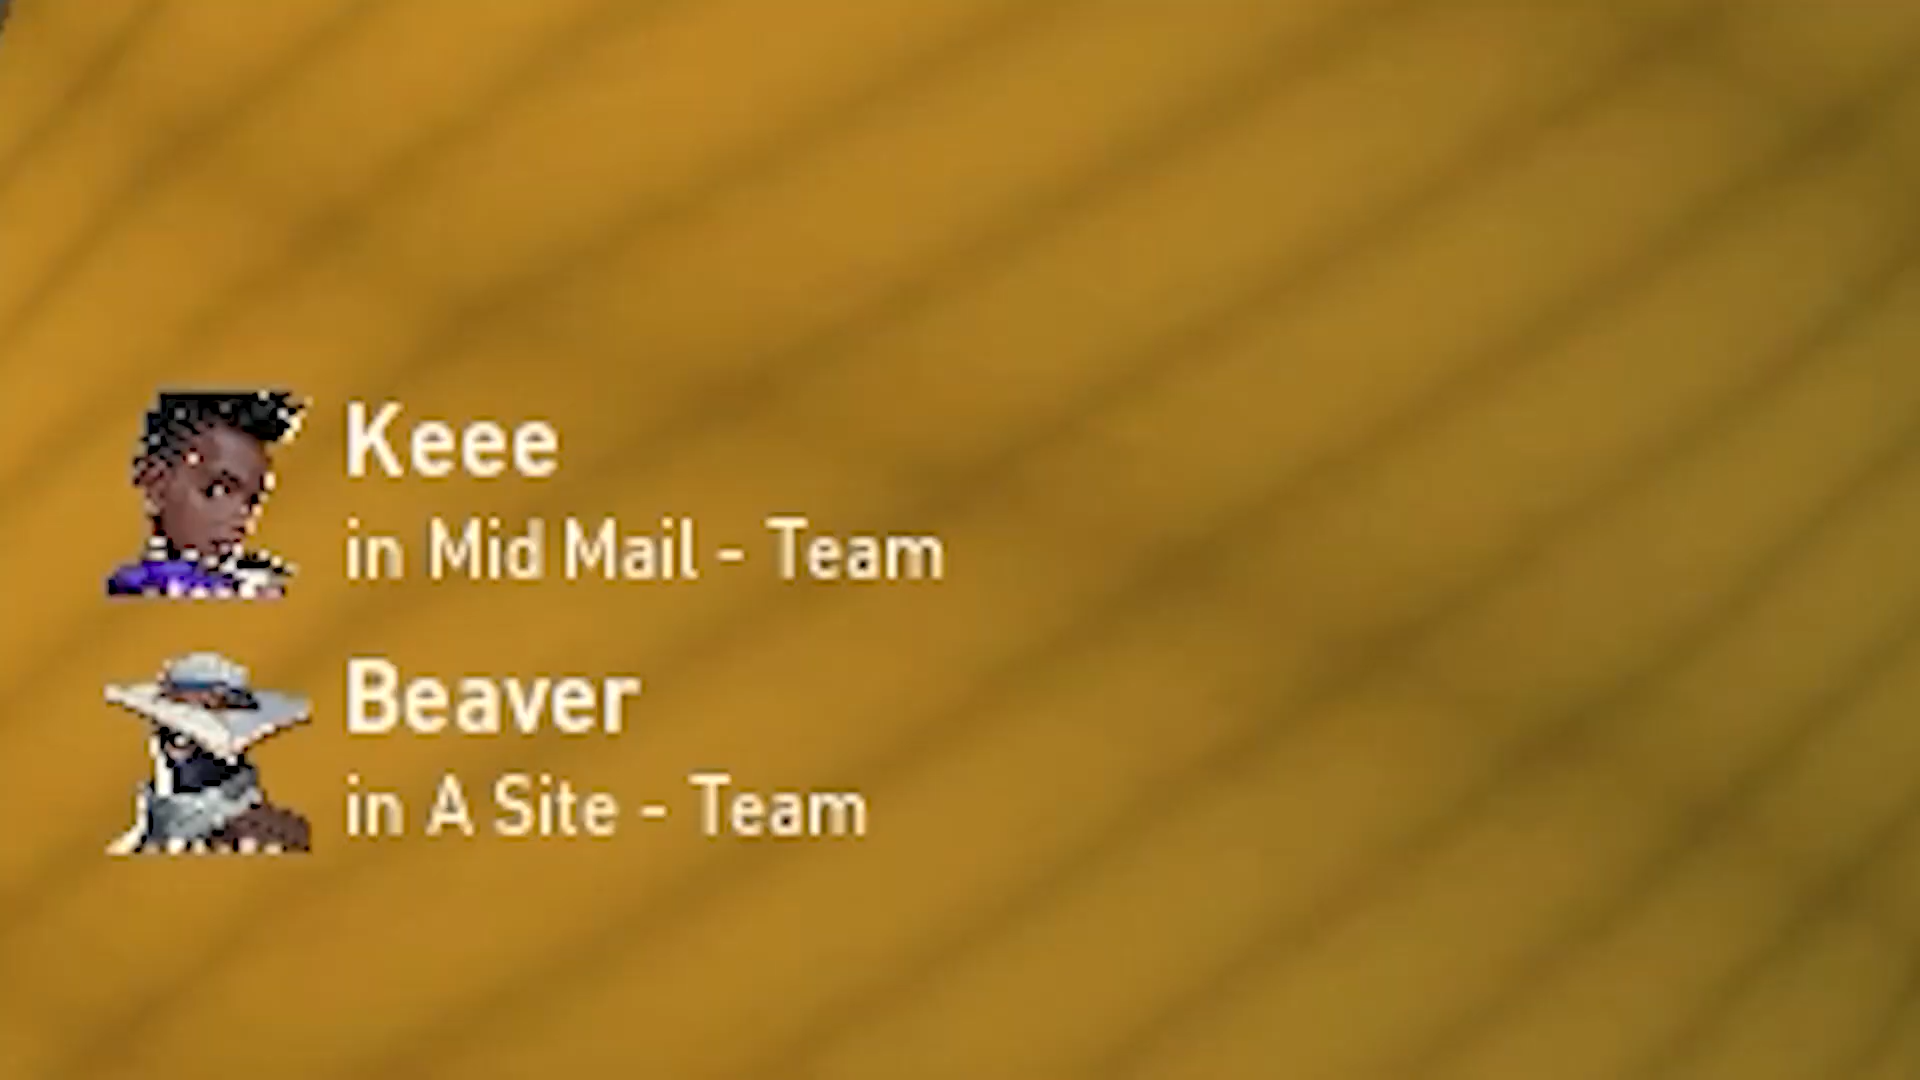 Keee
in Mid Mail - Team
Beaver
in A Site - Team